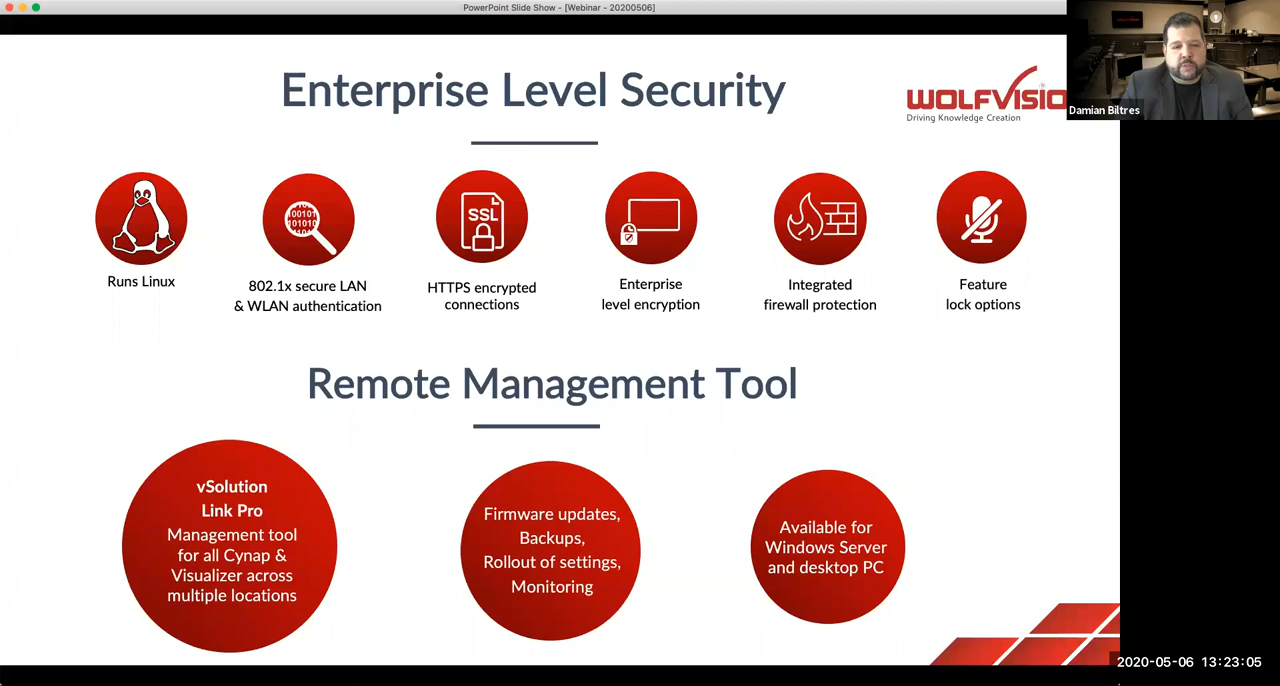 PowerPoint Slide Show - [Webinar - 20200506]
Enterprise Level Security
WOLFVISIO
®
Driving Knowledge Creation
Damian Biltres
100101
101010
SSL
Runs Linux
802.1x secure LAN
& WLAN authentication
HTTPS encrypted
connections
Enterprise
level encryption
Integrated
firewall protection
Feature
lock options
Remote Management Tool
vSolution
Link Pro
Management tool
for all Cynap &
Visualizer across
multiple locations
Firmware updates,
Backups,
Rollout of settings,
Monitoring
Available for
Windows Server
and desktop PC
2020-05-06 13:23:05